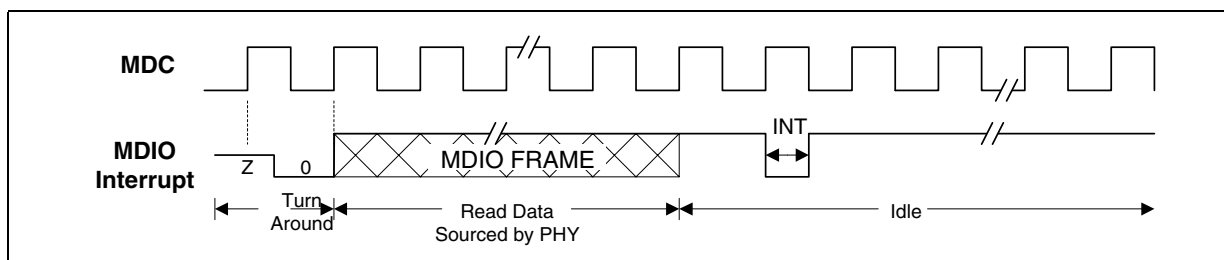 MDC
INT
MDIO
Interrupt
Z
0
MDIO FRAME
Turn
Around
Read Data
Sourced by PHY
Idle